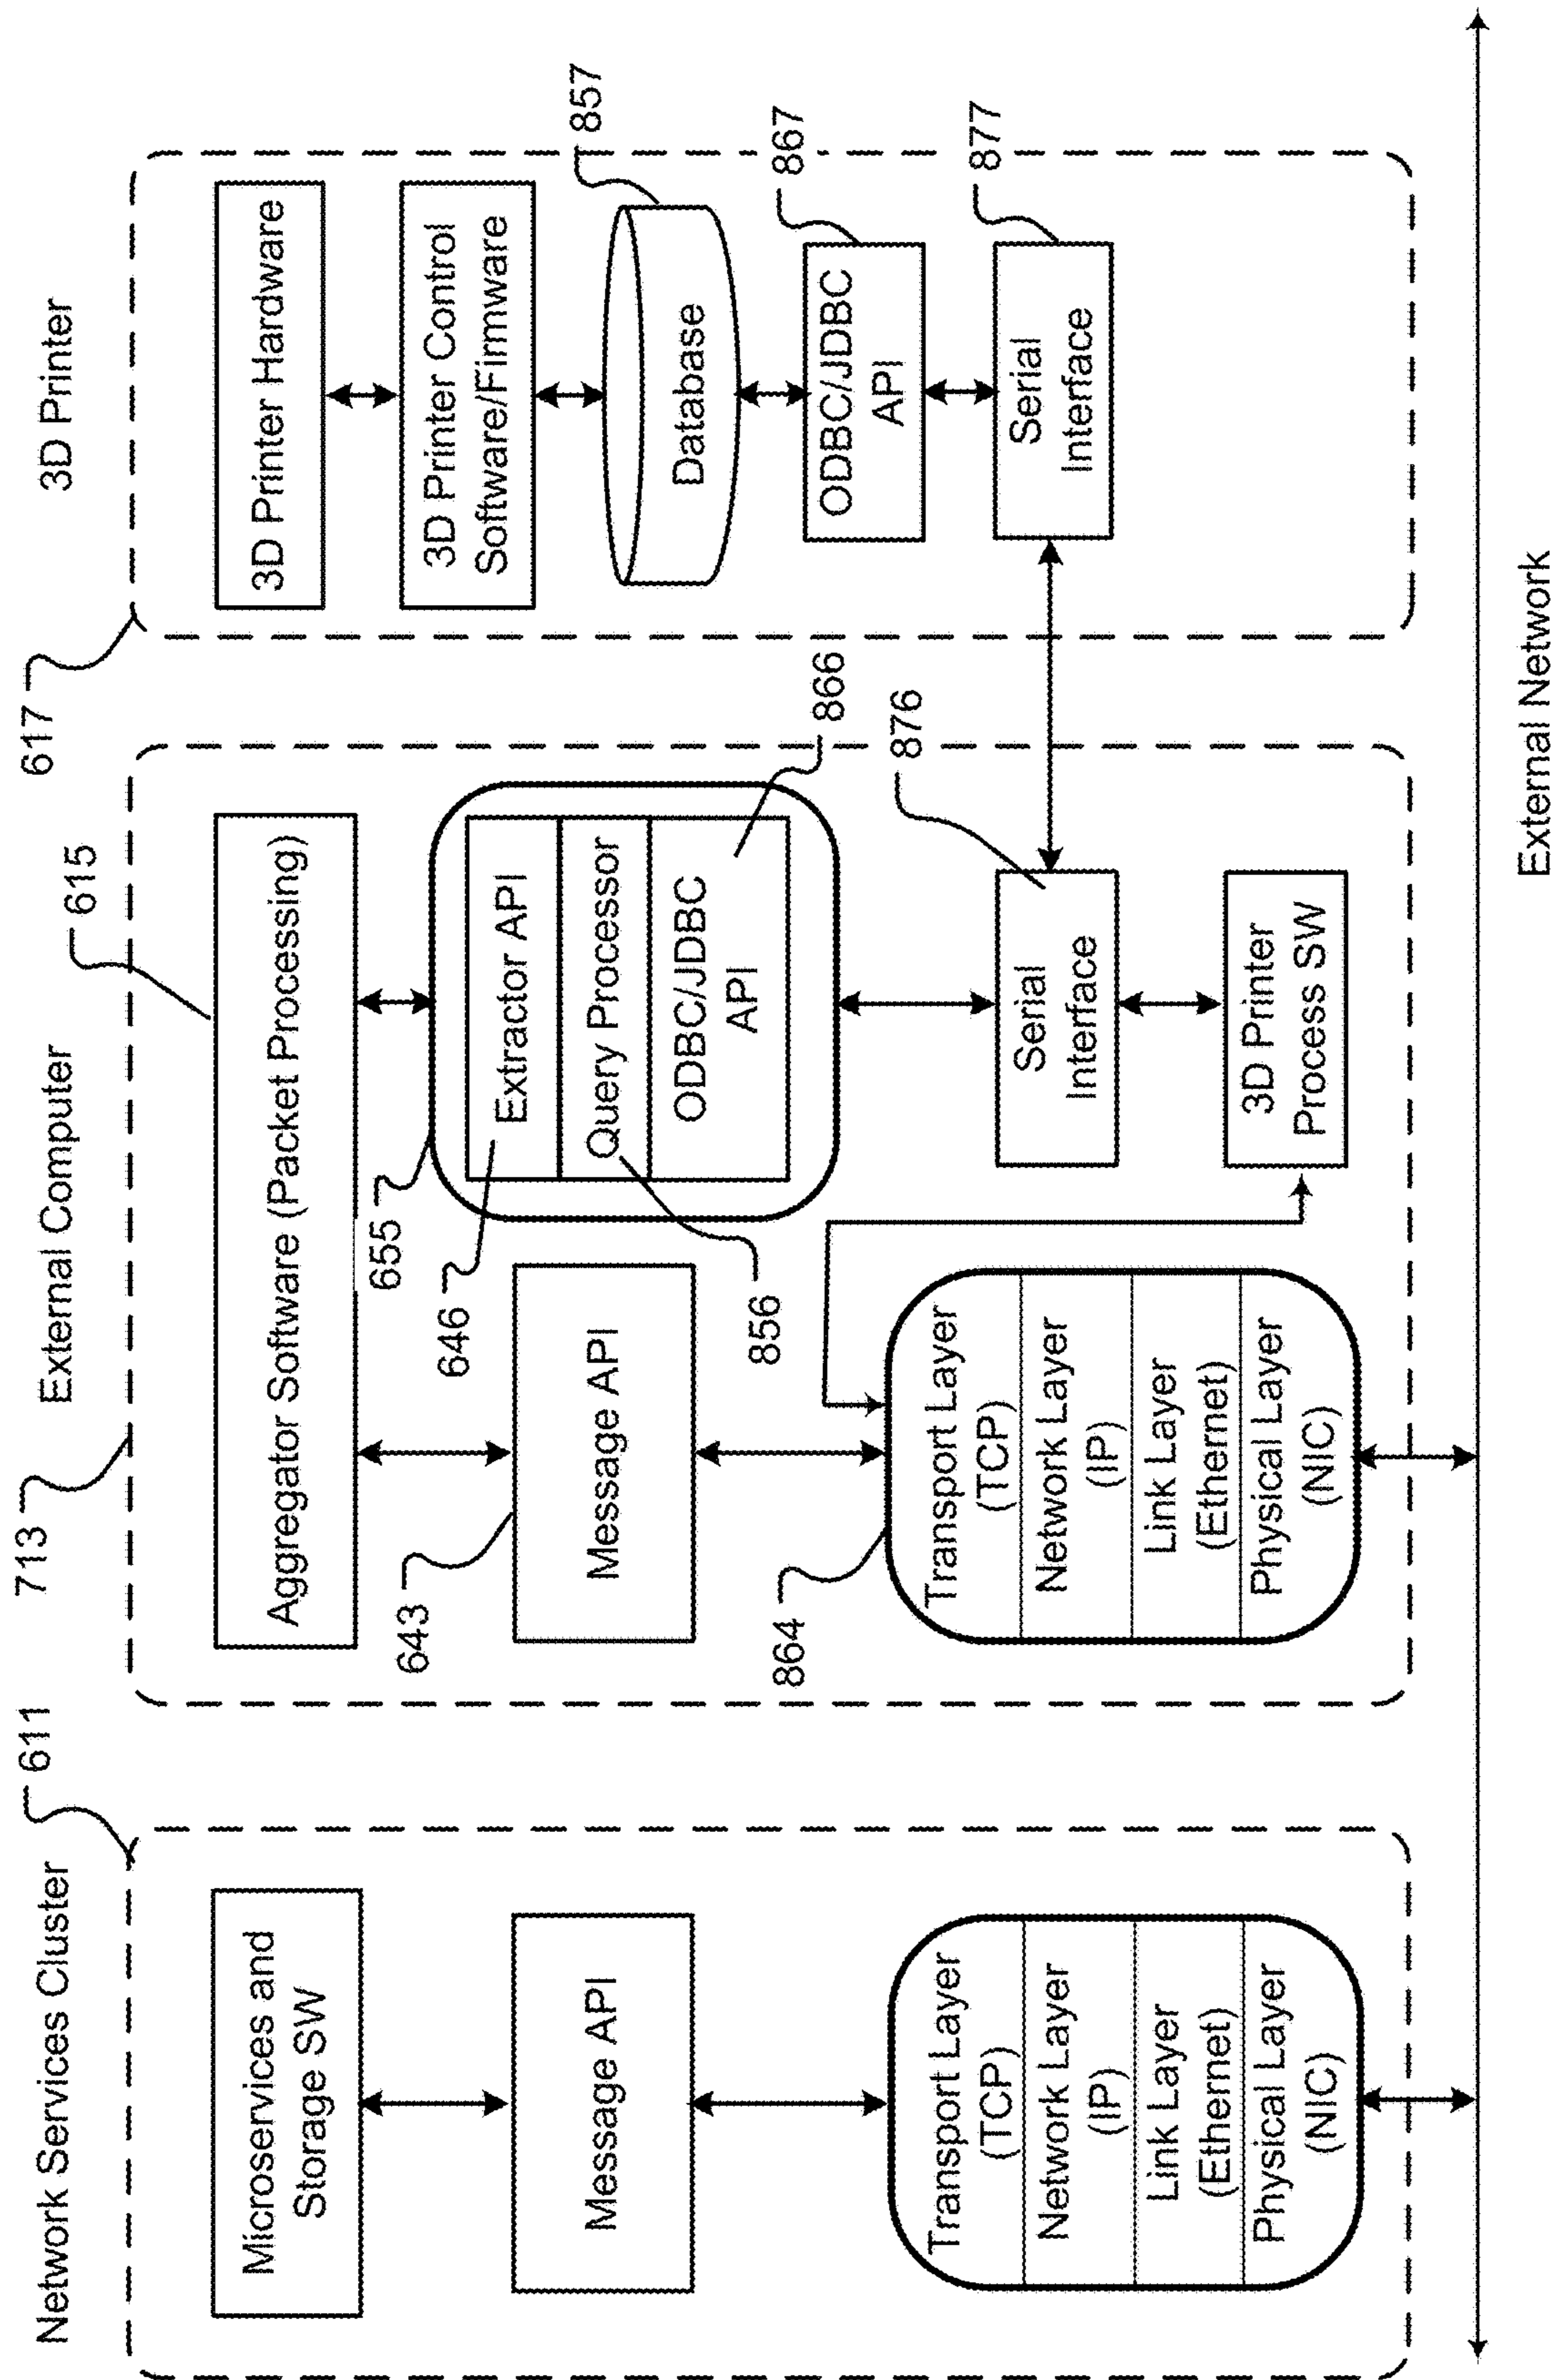 Network Services Cluster
611
Microservices and
Storage SW
Message API
Transport Layer
(TCP)
Network Layer
(IP)
Link Layer
(Ethernet)
Physical Layer
(NIC)
External Computer
713
615
Aggregator Software (Packet Processing)
655
646
Extractor API
Query Processor
856
ODBC/JDBC
API
866
643
Message API
864
Transport Layer
(TCP)
Network Layer
(IP)
Link Layer
(Ethernet)
Physical Layer
(NIC)
876
Serial
Interface
3D Printer
Process SW
3D Printer
617
3D Printer Hardware
3D Printer Control
Software/Firmware
857
Database
867
ODBC/JDBC
API
877
Serial
Interface
External Network